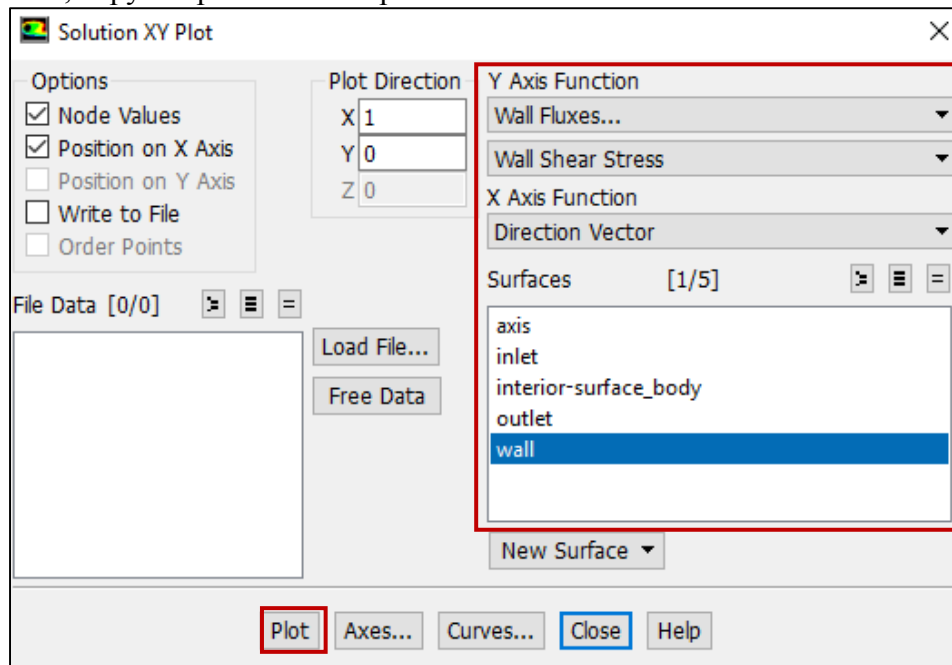 Solution XY Plot
Options
Node Values
Position on X Axis
Position on Y Axis
Write to File
Order Points
Plot Direction
X 1
Y 0
Z 0
Y Axis Function
Wall Fluxes...
Wall Shear Stress
X Axis Function
Direction Vector
Surfaces [1/5]
axis
inlet
interior-surface_body
outlet
wall
File Data [0/0]
Load File...
Free Data
New Surface
Plot Axes... Curves... Close Help